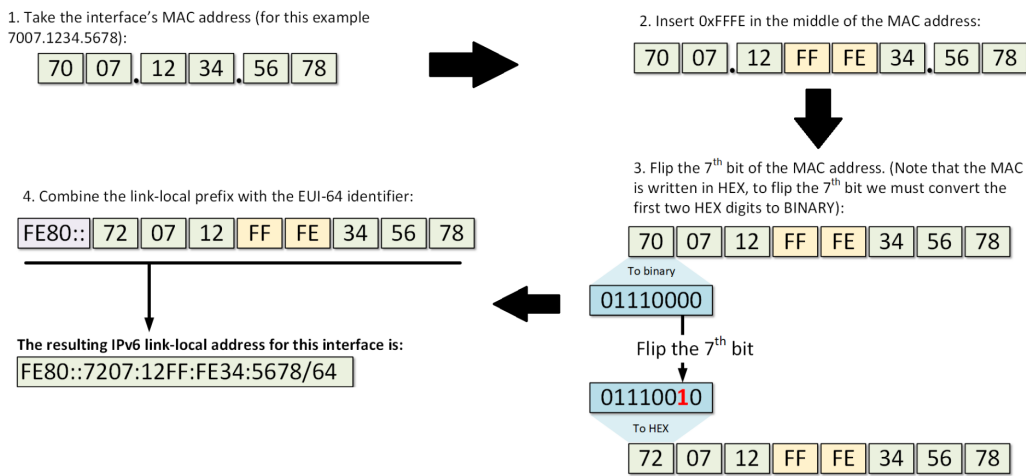 1. Take the interface's MAC address (for this example
7007.1234.5678):
70 07 . 12 34 . 56 78
2. Insert 0xFFFE in the middle of the MAC address:
70 07 . 12 FF FE 34 . 56 78
3. Flip the 7th bit of the MAC address. (Note that the MAC
is written in HEX, to flip the 7th bit we must convert the
first two HEX digits to BINARY):
70 07 12 FF FE 34 56 78
To binary
01110000
Flip the 7th bit
01110010
To HEX
72 07 12 FF FE 34 56 78
4. Combine the link-local prefix with the EUI-64 identifier:
FE80:: 72 07 12 FF FE 34 56 78
The resulting IPv6 link-local address for this interface is:
FE80::7207:12FF:FE34:5678/64